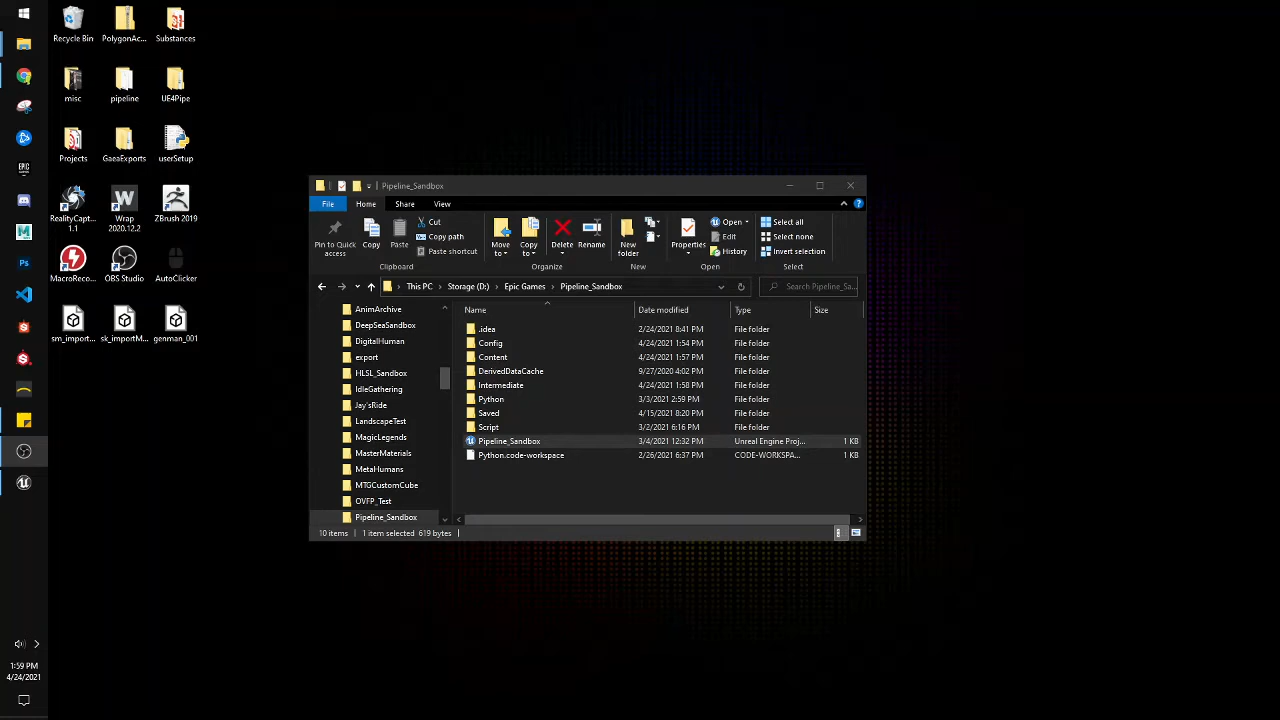 Recycle Bin
PolygonAc...
Substances
misc
pipeline
UE4Pipe
Projects
GaeaExports
userSetup
RealityCapt...
1.1
Wrap
2020.12.2
ZBrush 2019
MacroReco...
OBS Studio
AutoClicker
sm_import...
sk_importM...
genman_001
EPIC
GAMES
Ps
1:59 PM
4/24/2021
Pipeline_Sandbox
File
Home
Share
View
Pin to Quick
access
Copy
Paste
Cut
Copy path
Paste shortcut
Clipboard
Move
to
Copy
to
Delete
Rename
Organize
New
folder
New
Properties
Open
Edit
History
Open
Select all
Select none
Invert selection
Select
This PC > Storage (D:) > Epic Games > Pipeline_Sandbox
Search Pipeline_Sa...
AnimArchive
DeepSeaSandbox
DigitalHuman
export
HLSL_Sandbox
IdleGathering
Jay'sRide
LandscapeTest
MagicLegends
MasterMaterials
MetaHumans
MTGCustomCube
OVFP_Test
Pipeline_Sandbox
Name Date modified Type Size
.idea 2/24/2021 8:41 PM File folder
Config 4/24/2021 1:54 PM File folder
Content 4/24/2021 1:57 PM File folder
DerivedDataCache 9/27/2020 4:02 PM File folder
Intermediate 4/24/2021 1:58 PM File folder
Python 3/3/2021 2:59 PM File folder
Saved 4/15/2021 8:20 PM File folder
Script 3/2/2021 6:16 PM File folder
Pipeline_Sandbox 3/4/2021 12:32 PM Unreal Engine Proj... 1 KB
Python.code-workspace 2/26/2021 6:37 PM CODE-WORKSPA... 1 KB
10 items 1 item selected 619 bytes